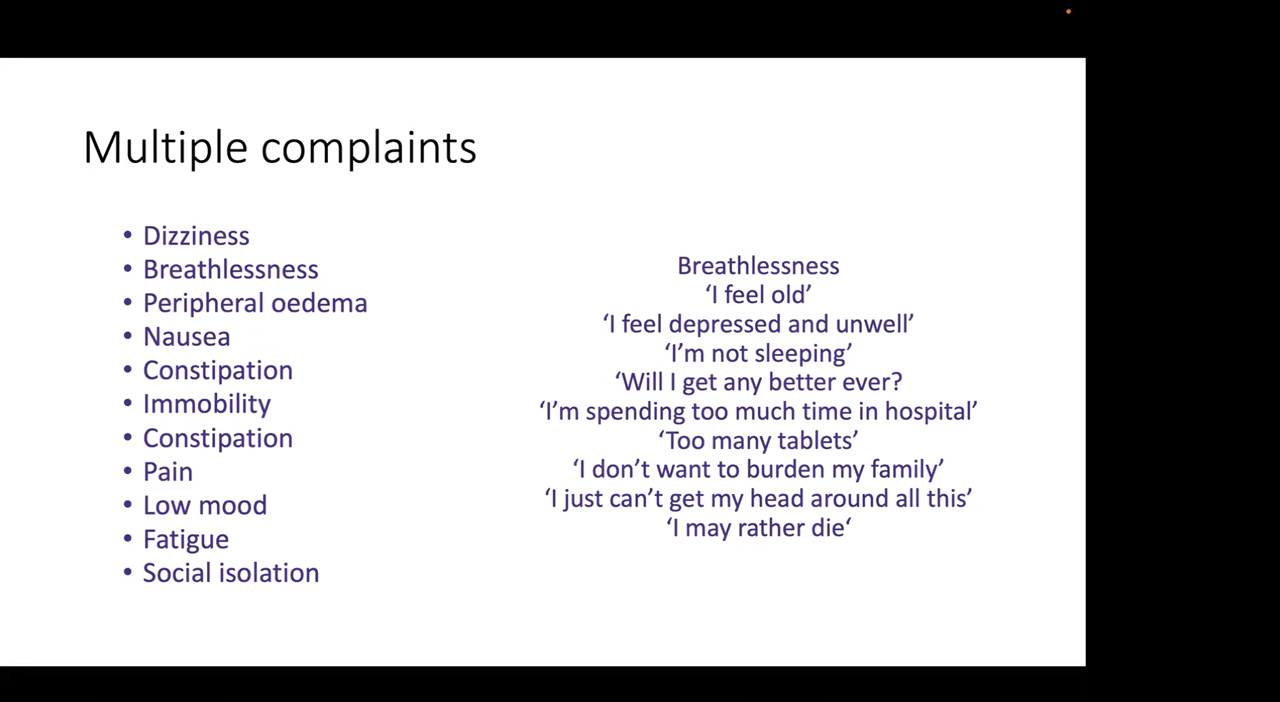 Multiple complaints
• Dizziness
• Breathlessness
• Peripheral oedema
• Nausea
• Constipation
• Immobility
• Constipation
• Pain
• Low mood
• Fatigue
• Social isolation
Breathlessness
‘I feel old’
‘I feel depressed and unwell’
‘I’m not sleeping’
‘Will I get any better ever?
‘I’m spending too much time in hospital’
‘Too many tablets’
‘I don’t want to burden my family’
‘I just can’t get my head around all this’
‘I may rather die‘